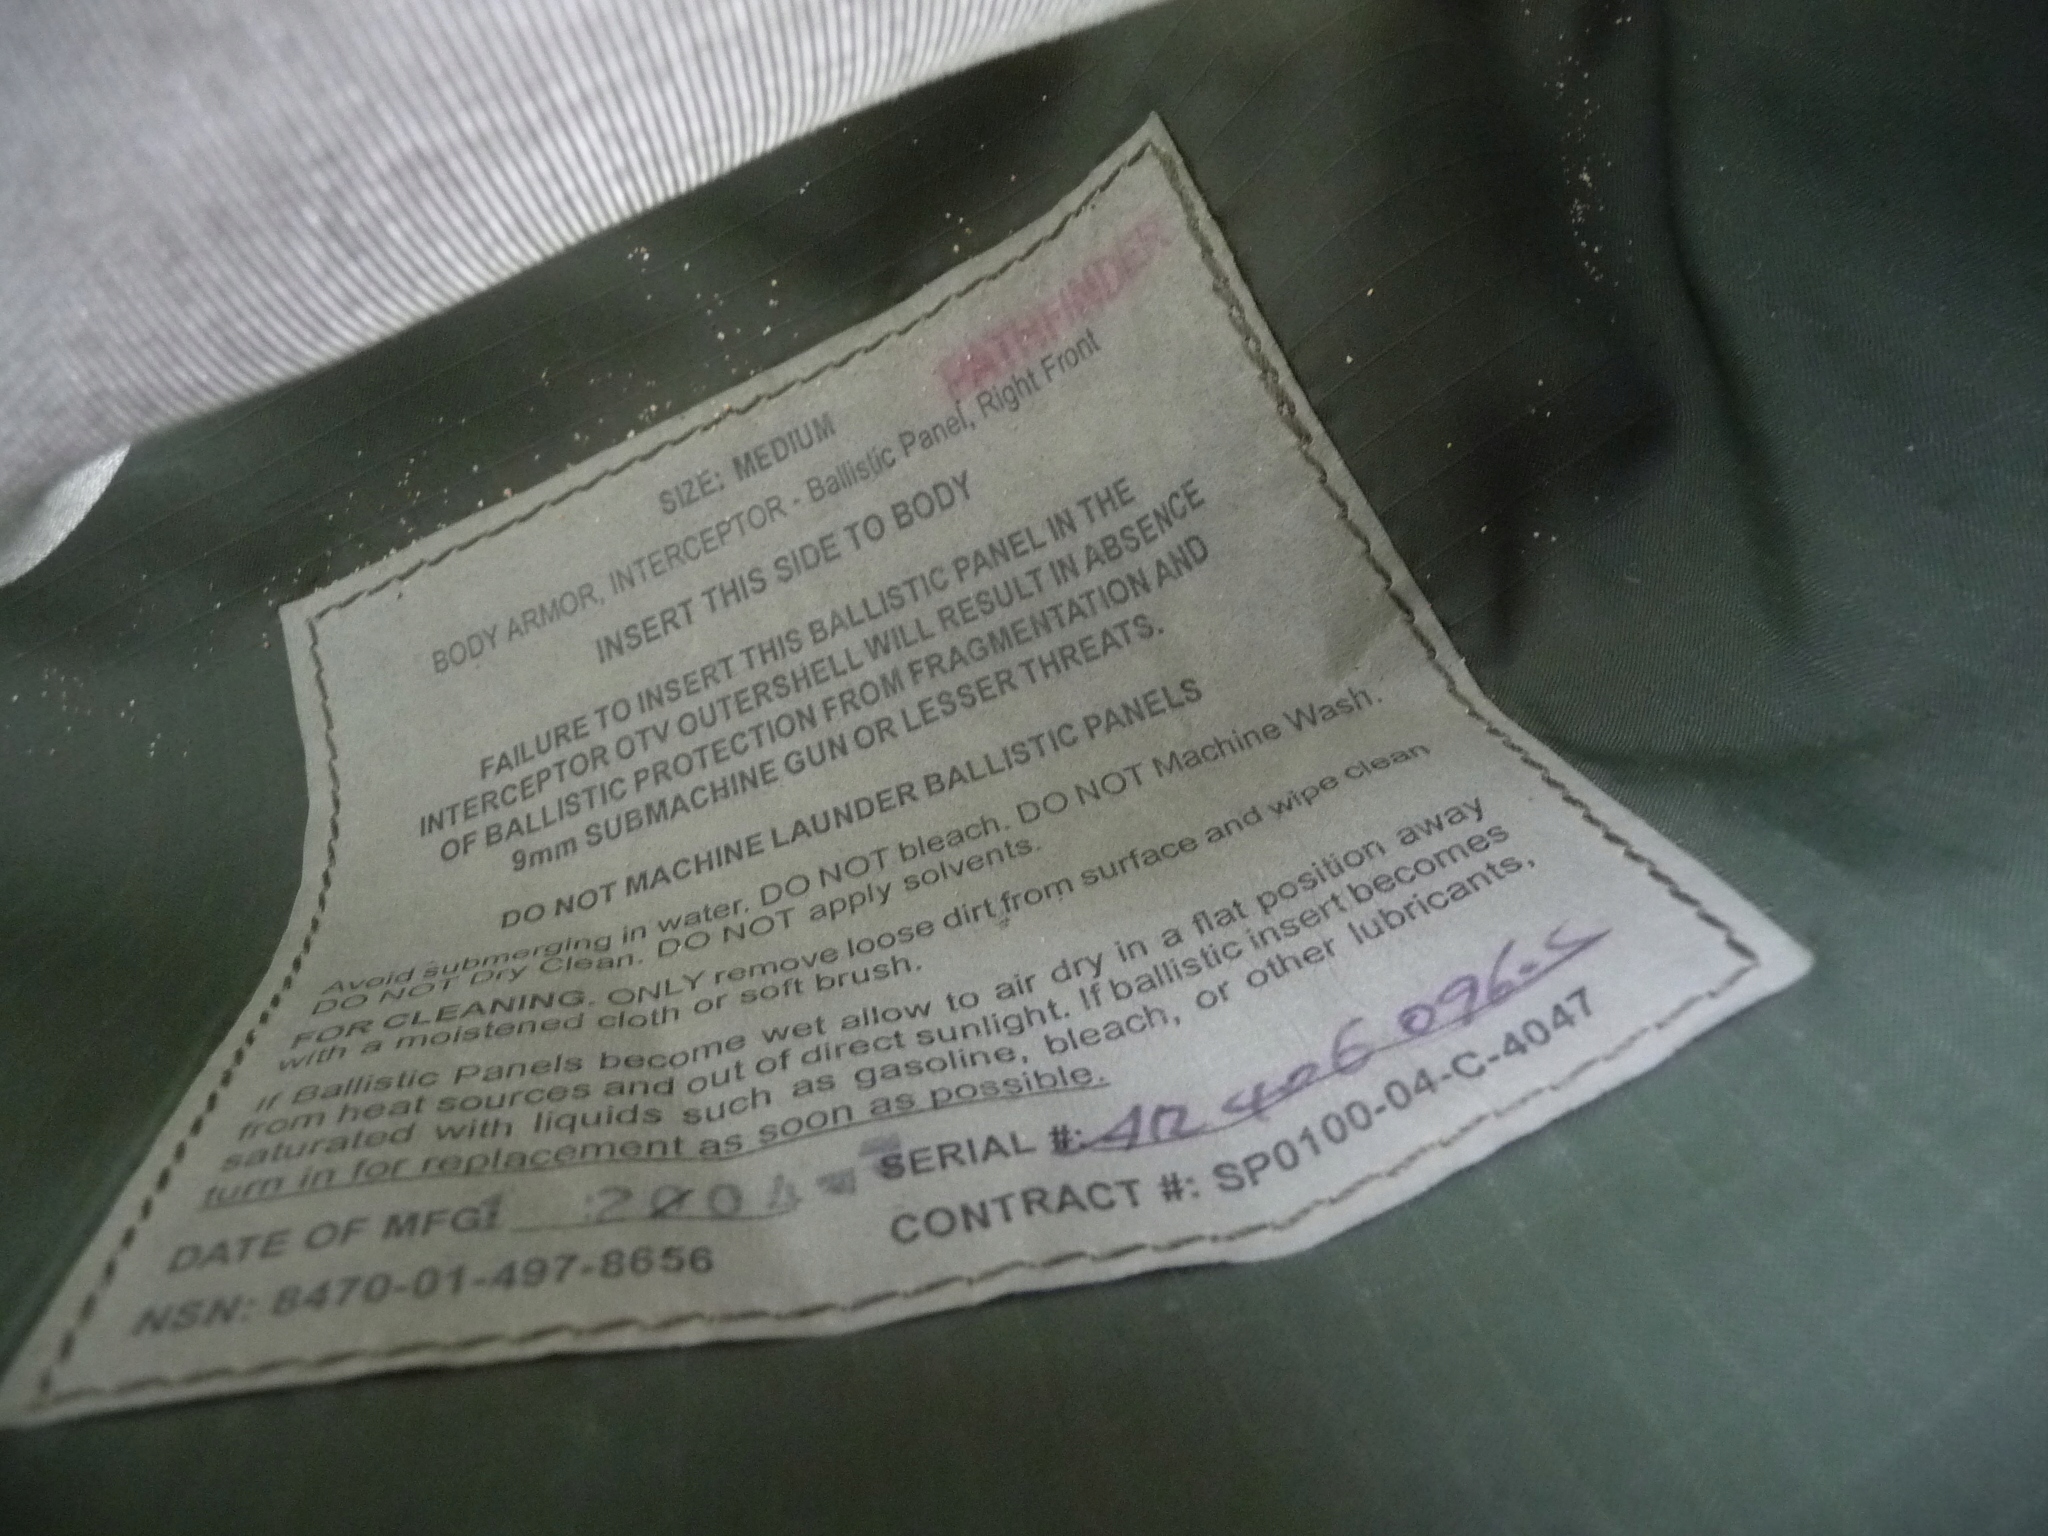 PATHFINDER
SIZE: MEDIUM
BODY ARMOR, INTERCEPTOR - Ballistic Panel, Right Front
INSERT THIS SIDE TO BODY
FAILURE TO INSERT THIS BALLISTIC PANEL IN THE
INTERCEPTOR OTV OUTERSHELL WILL RESULT IN ABSENCE
OF BALLISTIC PROTECTION FROM FRAGMENTATION AND
9mm SUBMACHINE GUN OR LESSER THREATS.
DO NOT MACHINE LAUNDER BALLISTIC PANELS
Avoid submerging in water. DO NOT bleach. DO NOT Machine Wash.
DO NOT Dry Clean. DO NOT apply solvents.
FOR CLEANING. ONLY remove loose dirt from surface and wipe clean
with a moistened cloth or soft brush.
If Ballistic Panels become wet allow to air dry in a flat position away
from heat sources and out of direct sunlight. If ballistic insert becomes
saturated with liquids such as gasoline, bleach, or other lubricants,
turn in for replacement as soon as possible.
DATE OF MFG: 2004 SERIAL #:
NSN: 8470-01-497-8656 CONTRACT #: SP0100-04-C-4047